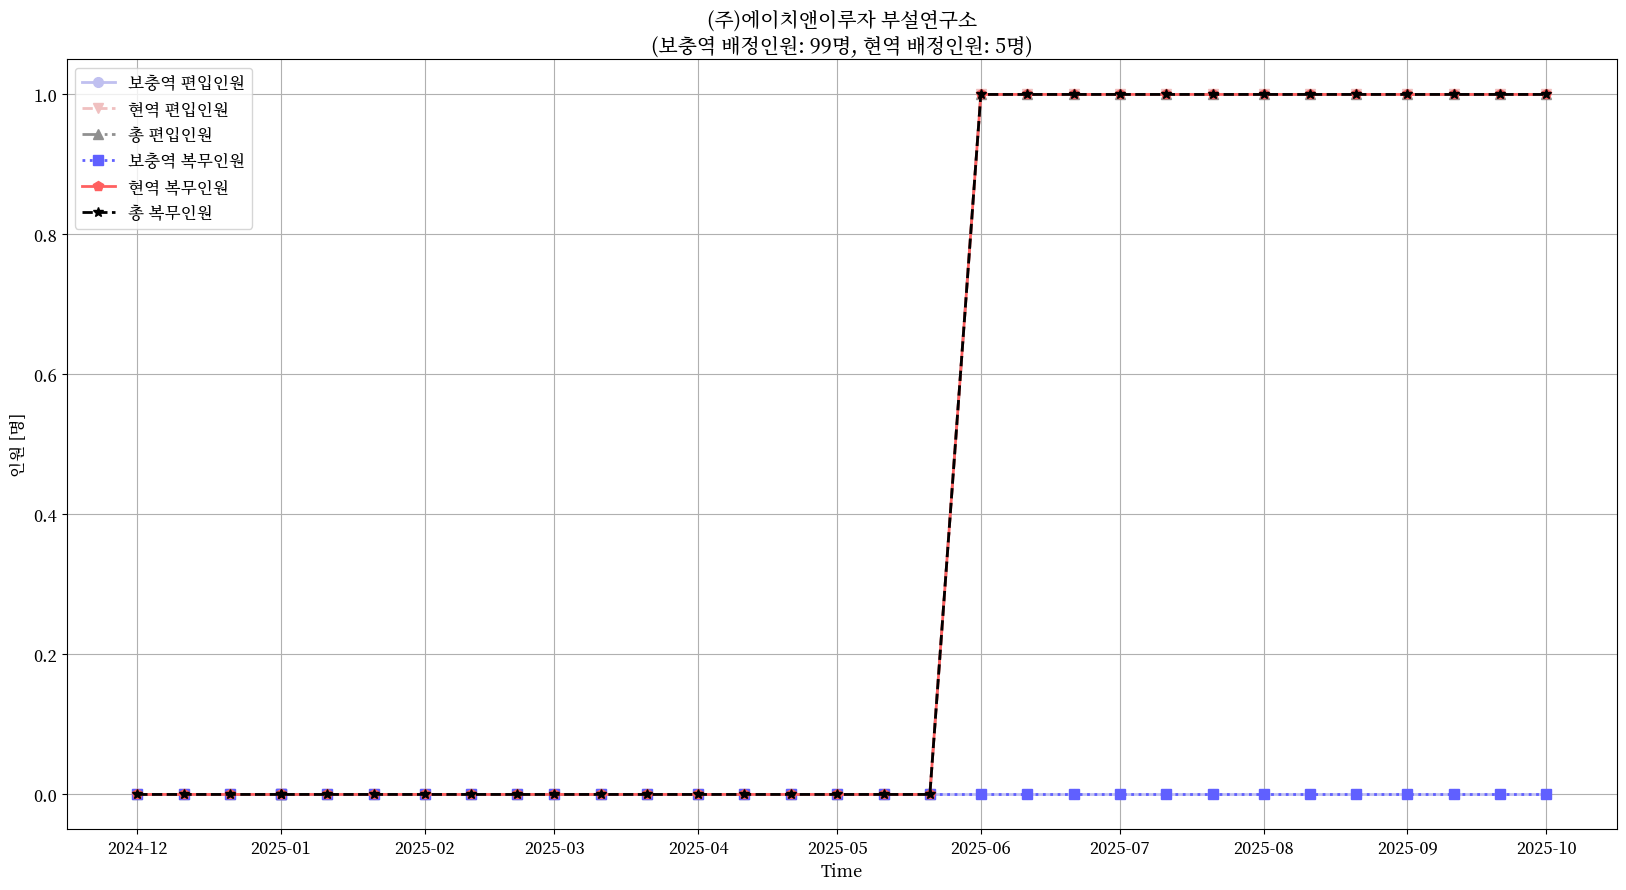 (주)에이치앤이루자 부설연구소
(보충역 배정인원: 99명, 현역 배정인원: 5명)
보충역 편입인원
현역 편입인원
총 편입인원
보충역 복무인원
현역 복무인원
총 복무인원
1.0
0.8
0.6
0.4
0.2
0.0
인원 [명]
2024-12 2025-01 2025-02 2025-03 2025-04 2025-05 2025-06 2025-07 2025-08 2025-09 2025-10
Time